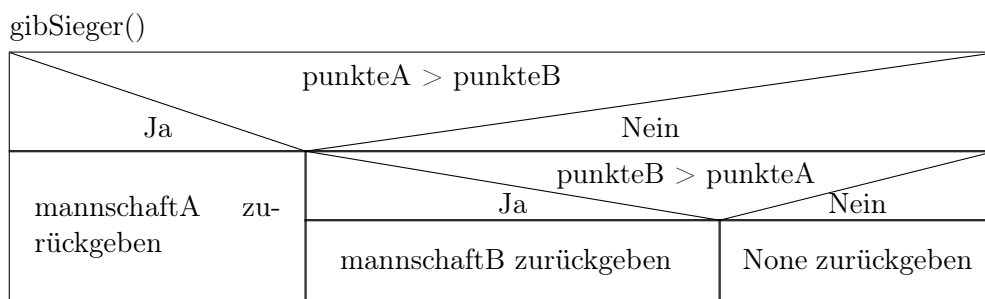 gibSieger()
punkteA > punkteB
Ja
Nein
mannschaftA zu-
rückgeben
punkteB > punkteA
Ja
Nein
mannschaftB zurückgeben
None zurückgeben